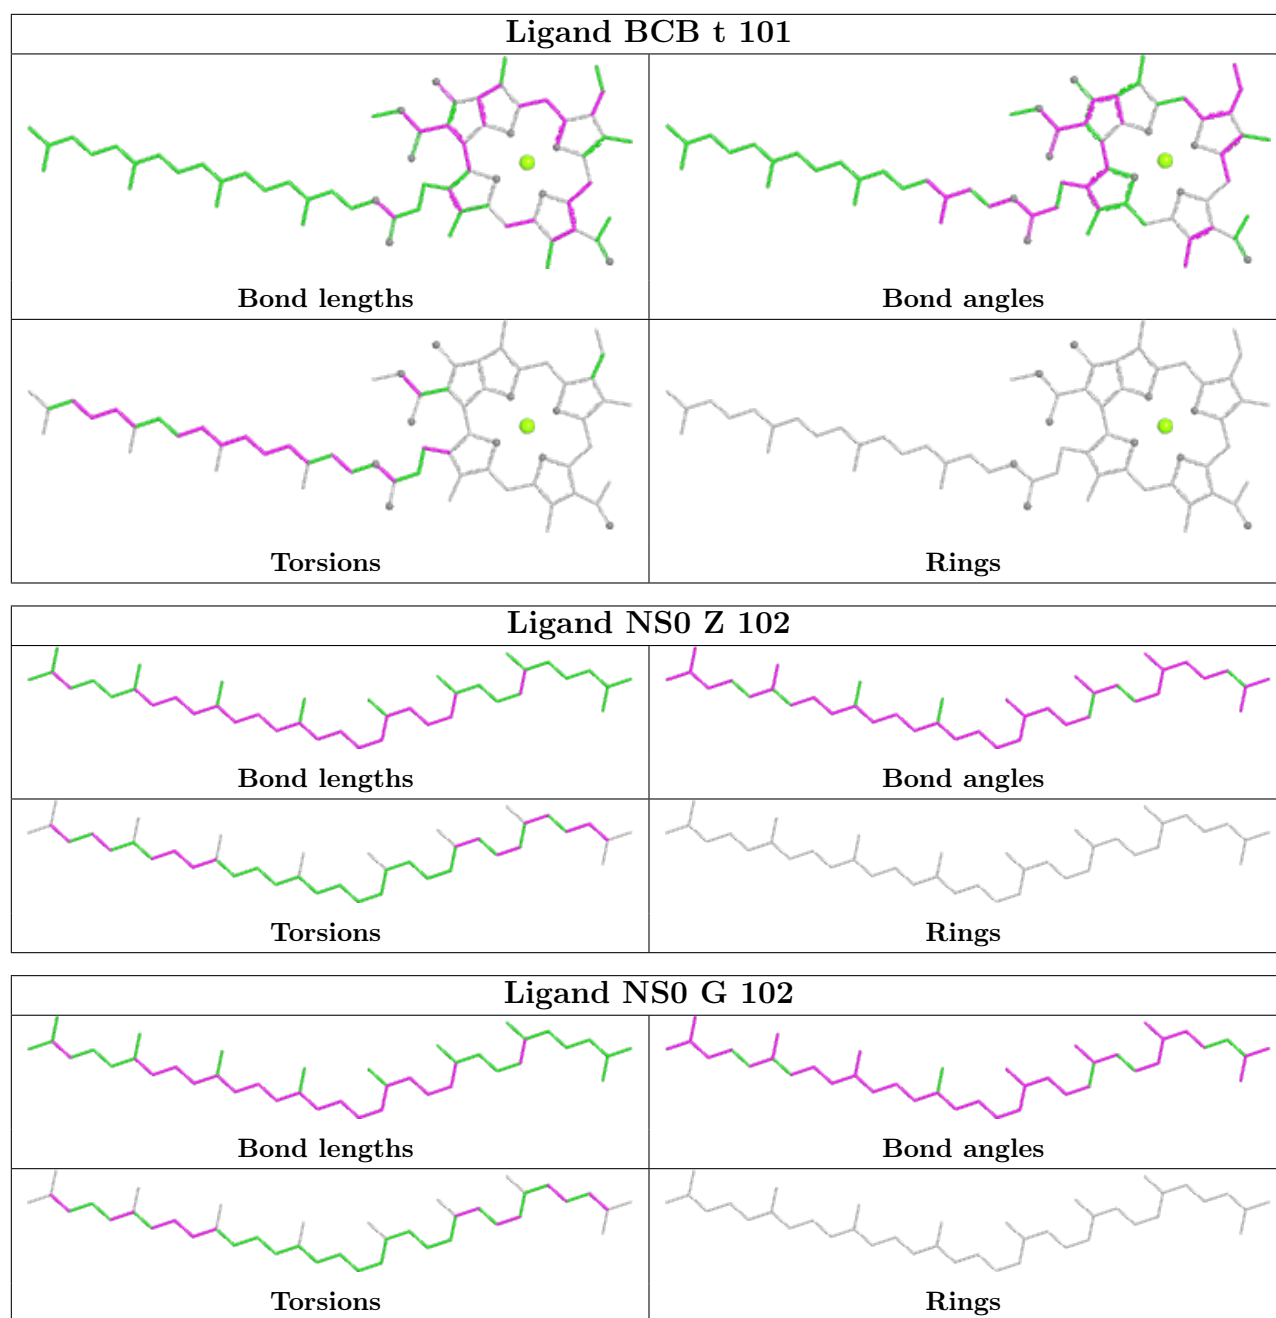 Ligand BCB t 101
Bond lengths
Bond angles
Torsions
Rings
Ligand NS0 Z 102
Bond lengths
Bond angles
Torsions
Rings
Ligand NS0 G 102
Bond lengths
Bond angles
Torsions
Rings